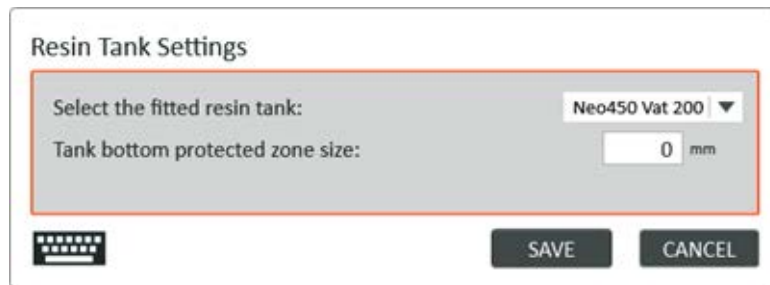 Resin Tank Settings
Select the fitted resin tank: Neo450 Vat 200
Tank bottom protected zone size: 0 mm
SAVE CANCEL